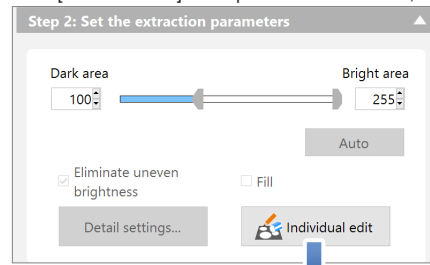 Step 2: Set the extraction parameters
Dark area Bright area
100 255
Auto
Eliminate uneven
brightness
Fill
Detail settings... Individual edit